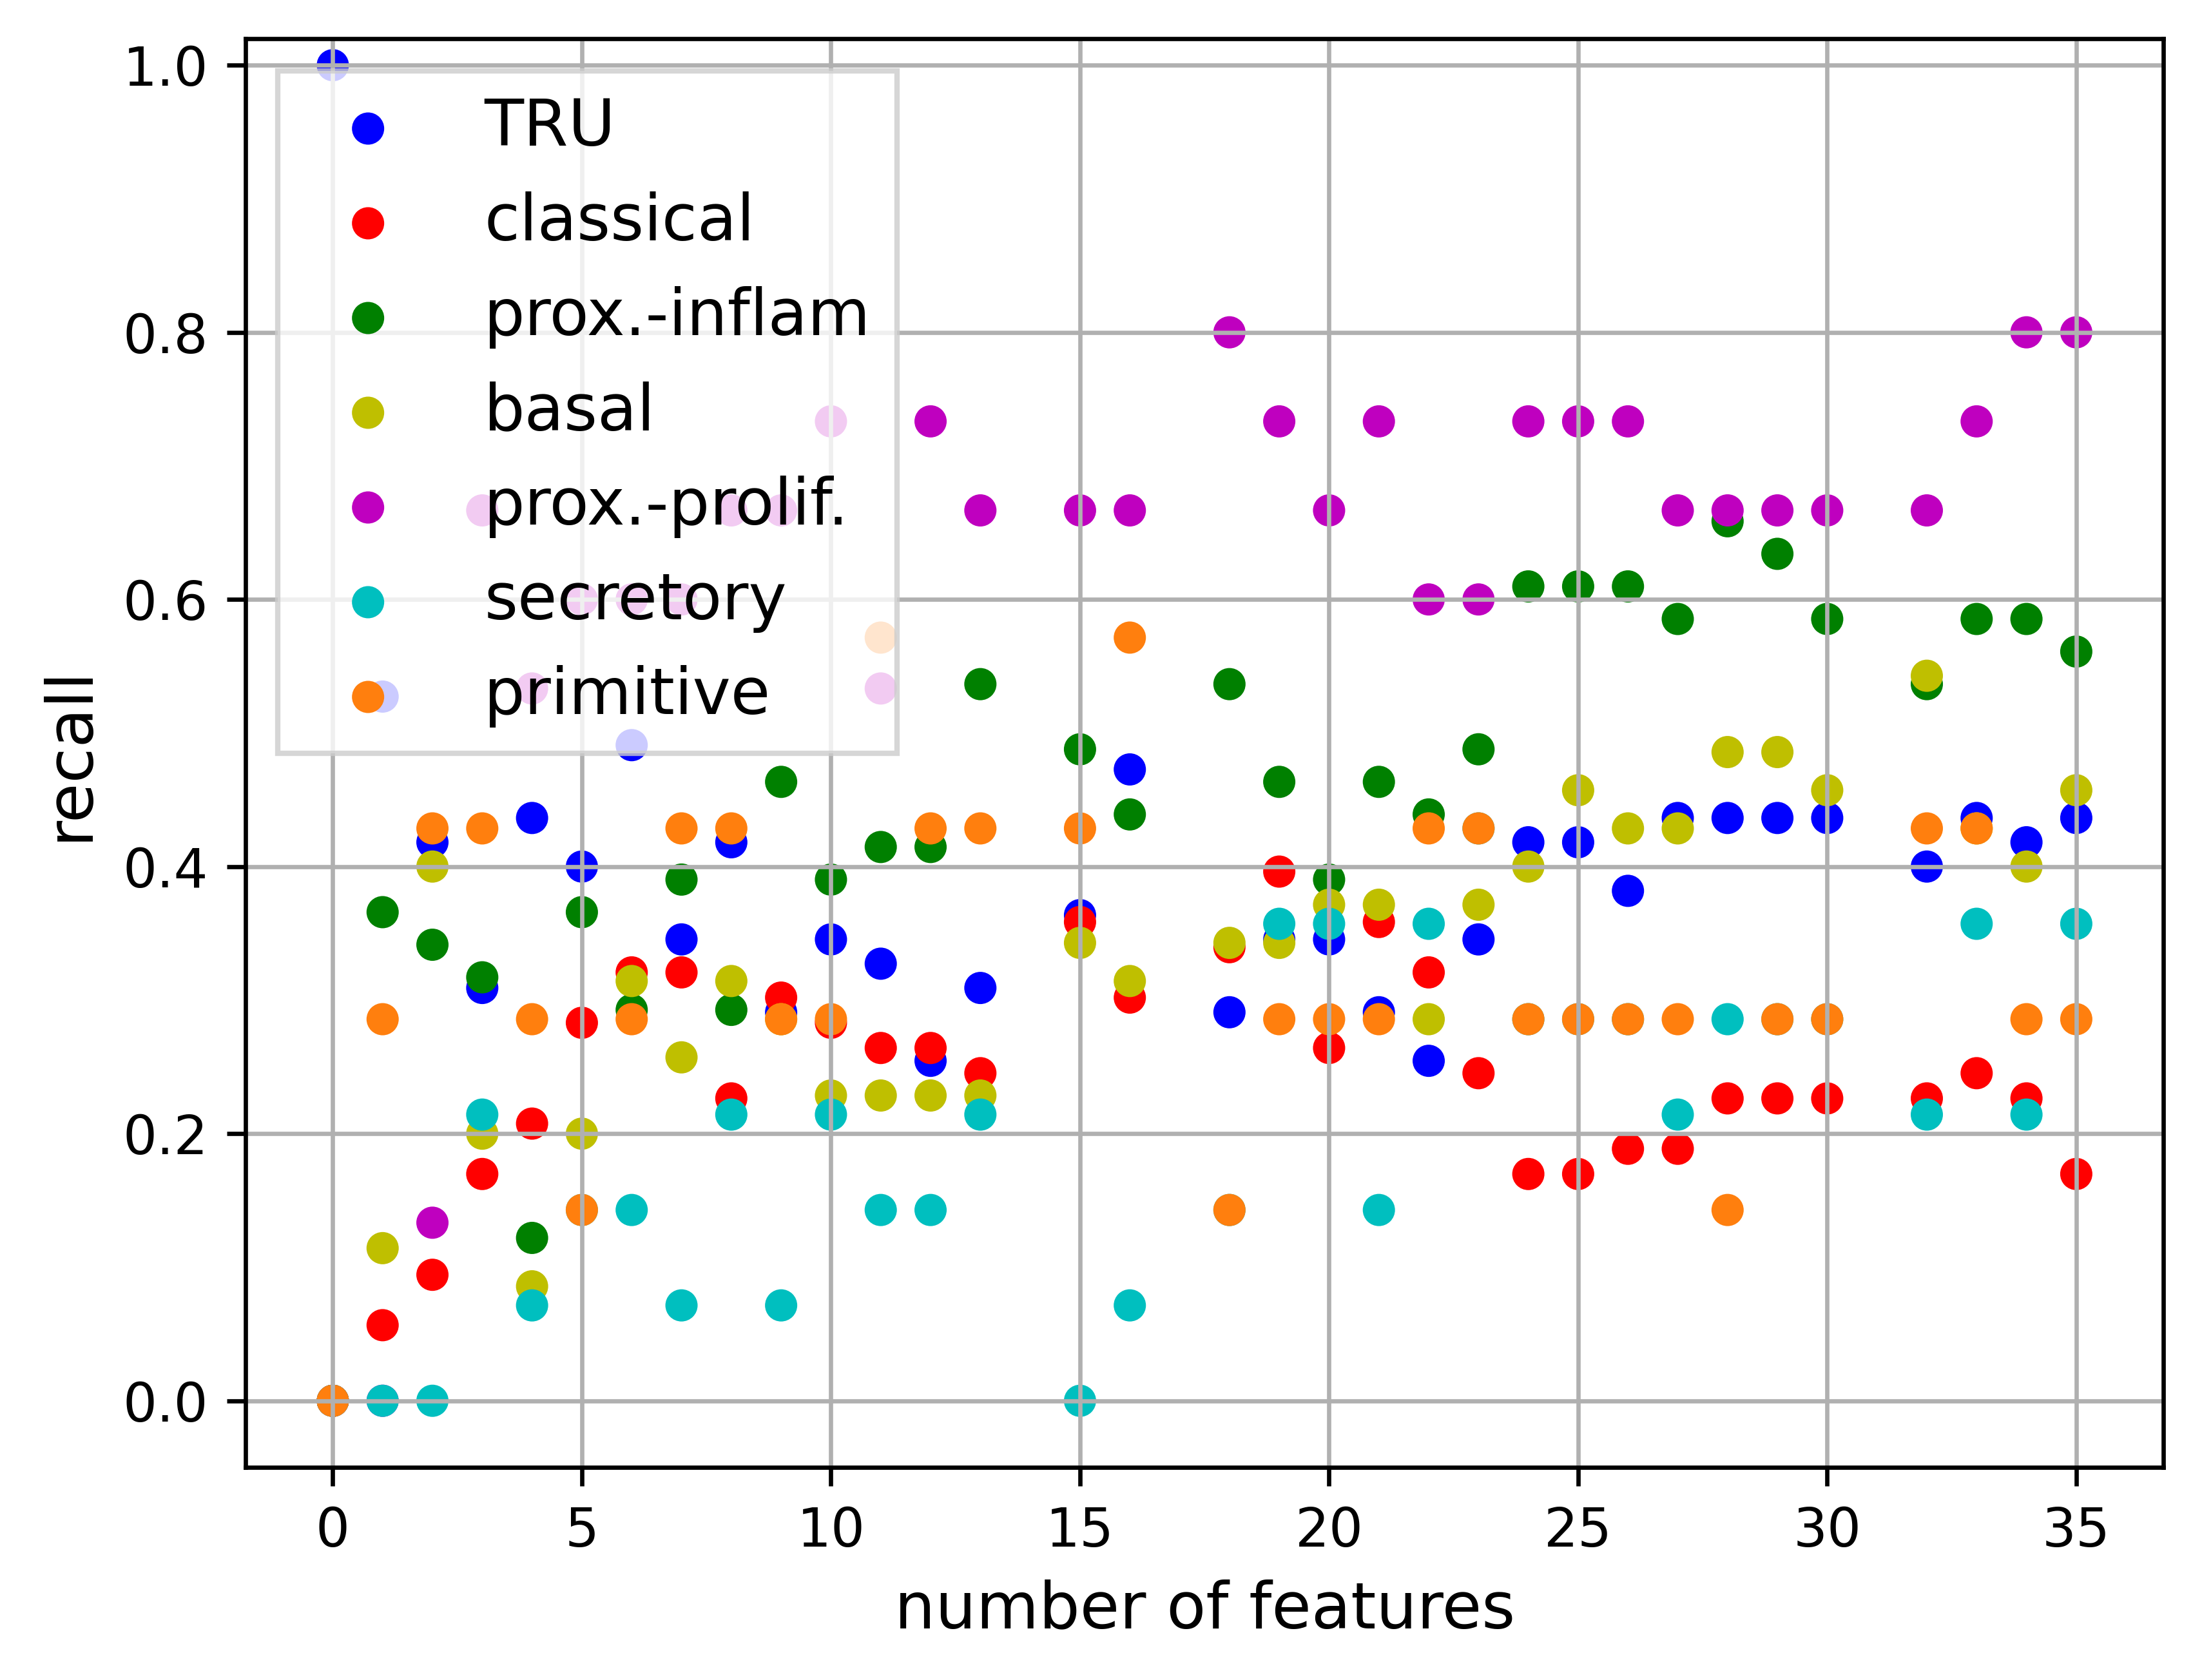 1.0
0.8
0.6
0.4
0.2
0.0
recall
TRU
classical
prox.-inflam
basal
prox.-prolif.
secretory
primitive
0 5 10 15 20 25 30 35
number of features